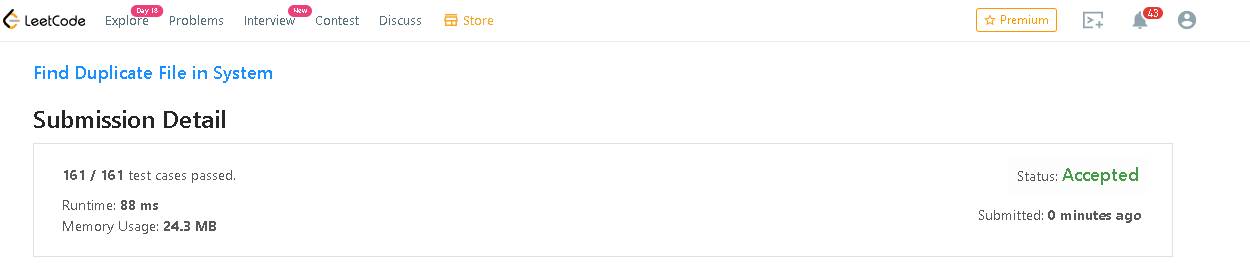 LeetCode Explore Day 18 Problems Interview New Contest Discuss Store Premium 43
Find Duplicate File in System
Submission Detail
161 / 161 test cases passed. Status: Accepted
Runtime: 88 ms
Memory Usage: 24.3 MB Submitted: 0 minutes ago